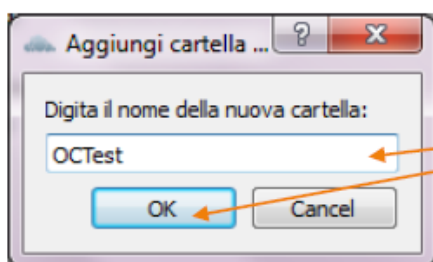 Aggiungi cartella ...
Digita il nome della nuova cartella:
OCTest
OK Cancel